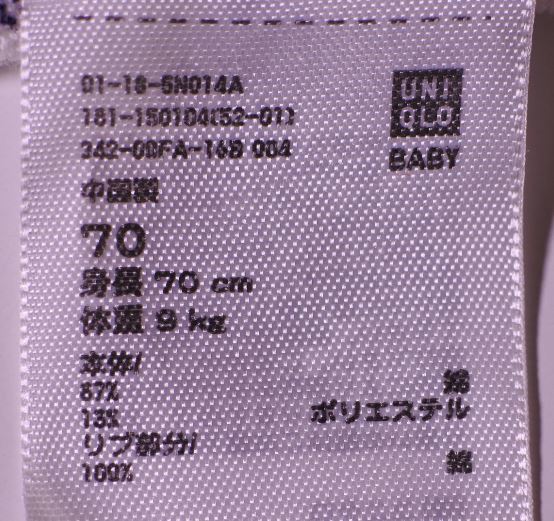 01-16-5N014A
181-150104(52-01)
342-00FA-16B 004
UNI
QLO
BABY
中国製
70
身長 70 cm
体重 9 kg
本体/
87% 綿
13% ポリエステル
リブ部分/
100% 綿